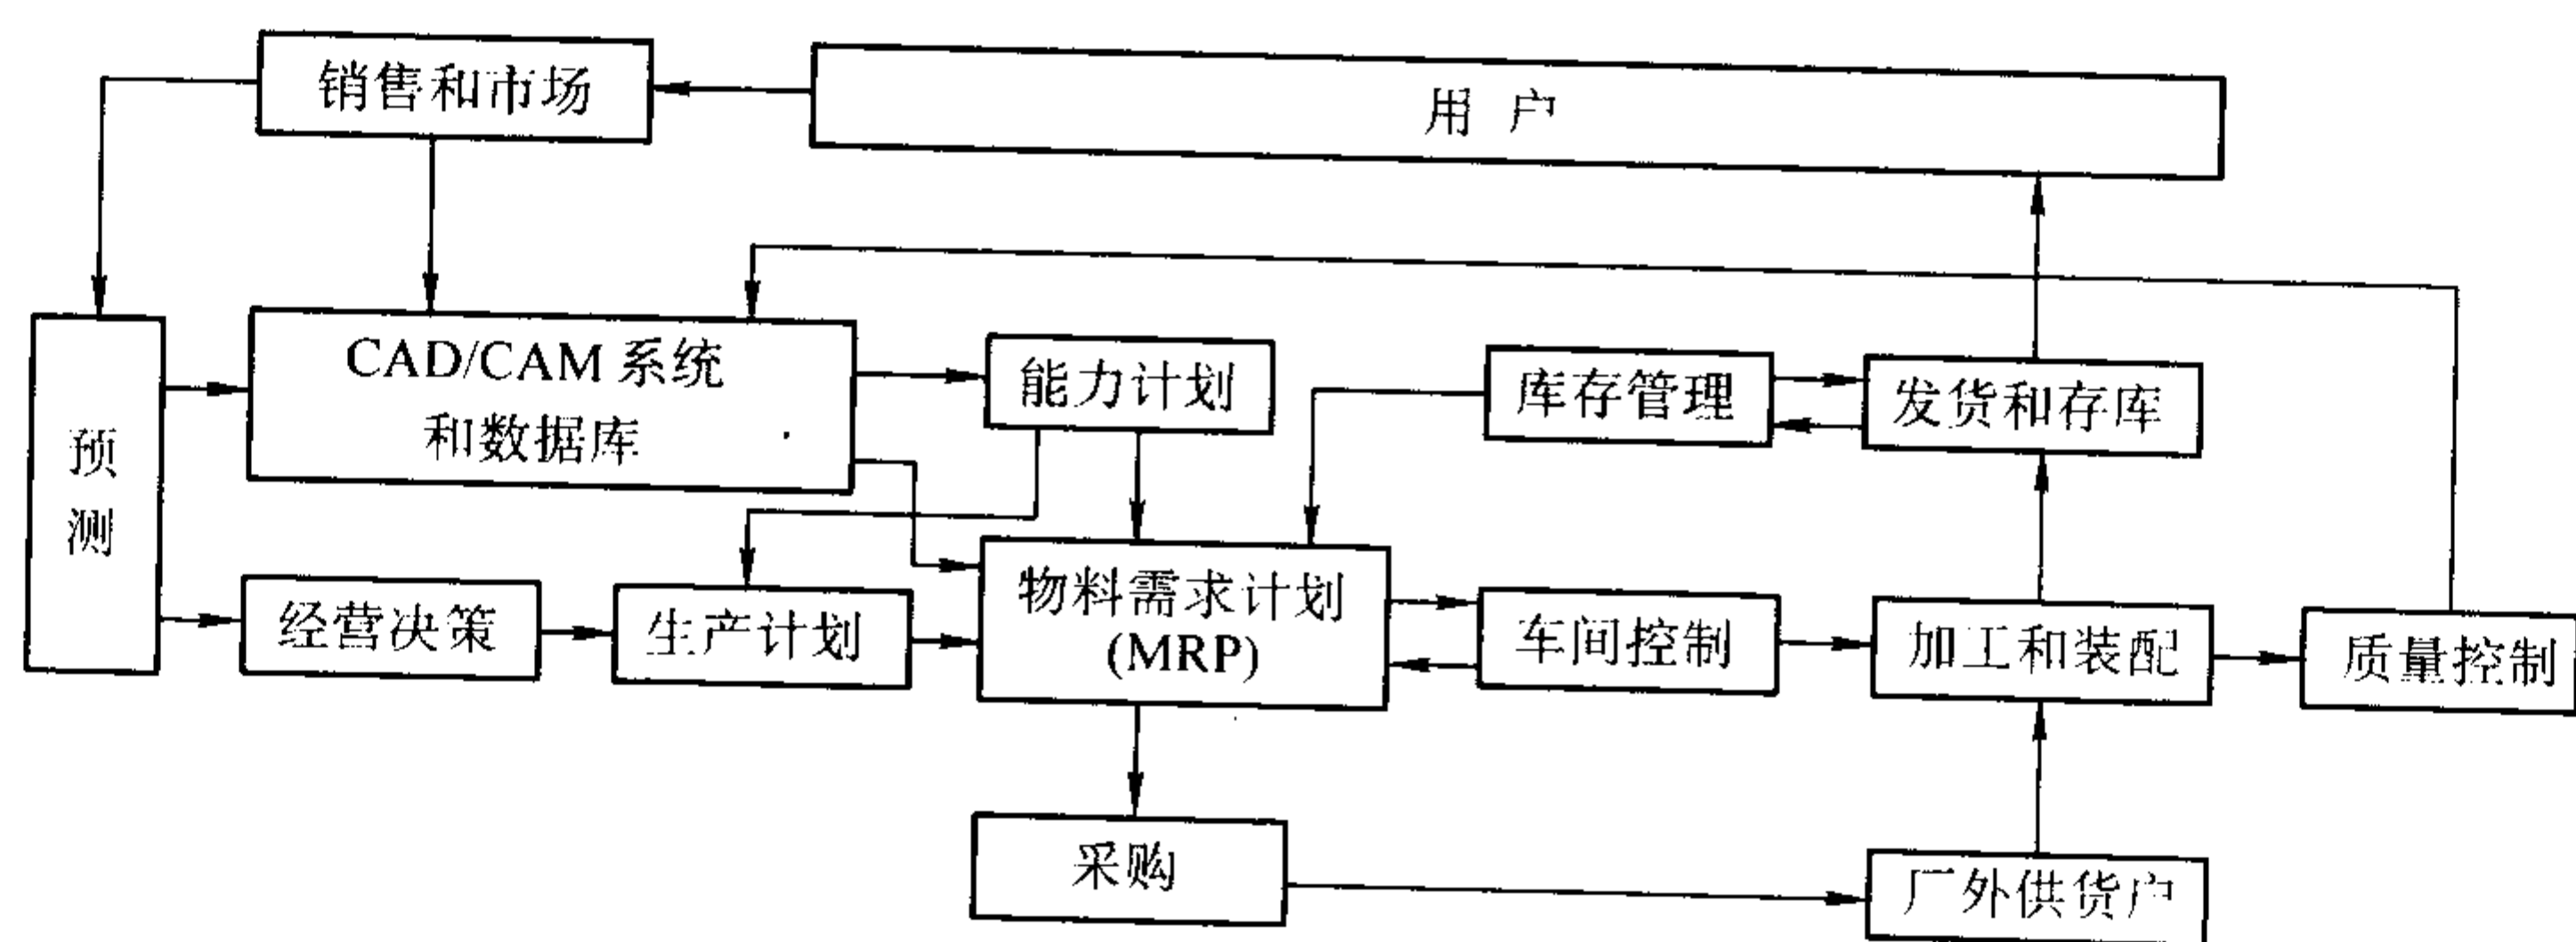 销售和市场
用户
CAD/CAM 系统
和数据库
能力计划
库存管理
发货和存库
预
测
经营决策
生产计划
物料需求计划
(MRP)
车间控制
加工和装配
质量控制
采购
厂外供货户